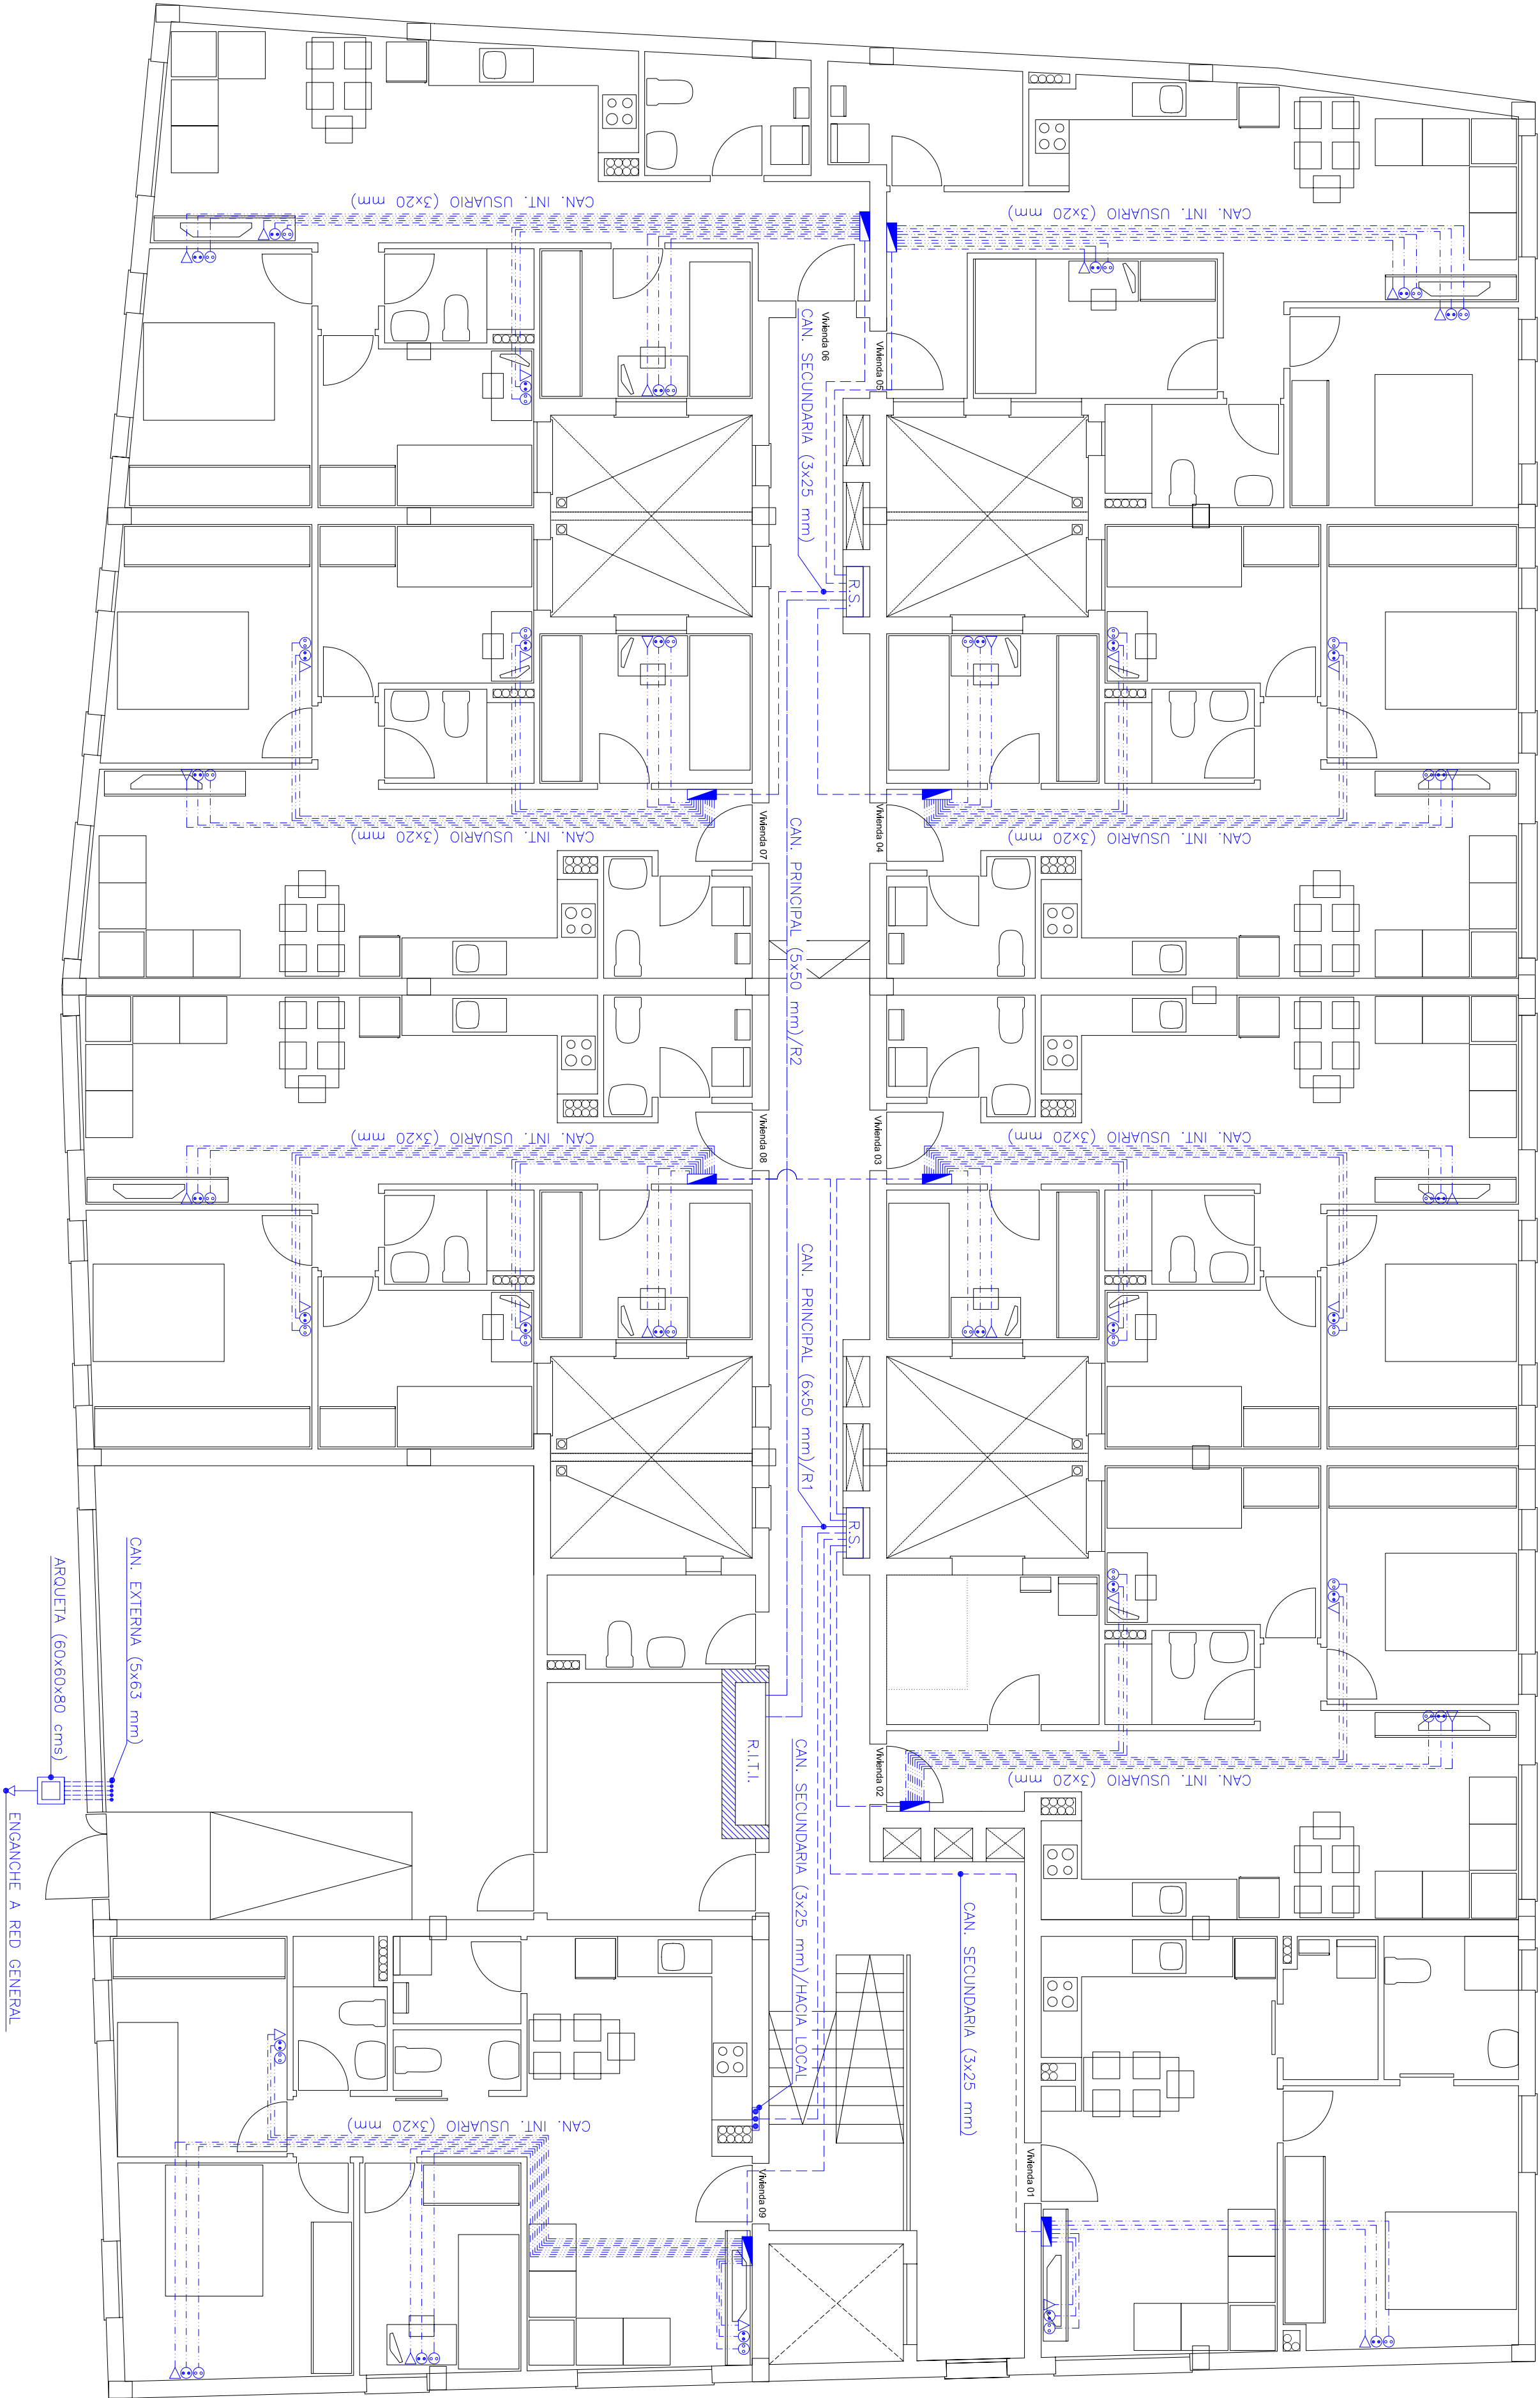 CAN. INT. USUARIO (3x20 mm)
CAN. INT. USUARIO (3x20 mm)
Vivienda 06
Vivienda 05
CAN. SECUNDARIA (3x25 mm)
R.S.
CAN. INT. USUARIO (3x20 mm)
CAN. INT. USUARIO (3x20 mm)
Vivienda 07
Vivienda 04
CAN. PRINCIPAL (5x50 mm)/R2
CAN. INT. USUARIO (3x20 mm)
CAN. INT. USUARIO (3x20 mm)
Vivienda 08
Vivienda 03
CAN. PRINCIPAL (6x50 mm)/R1
R.S.
CAN. EXTERNA (5x63 mm)
ARQUETA (60x60x80 cms)
R.I.T.I.
Vivienda 02
CAN. INT. USUARIO (3x20 mm)
CAN. SECUNDARIA (3x25 mm)/HACIA LOCAL
ENGANCHE A RED GENERAL
CAN. SECUNDARIA (3x25 mm)
CAN. INT. USUARIO (3x20 mm)
Vivienda 09
Vivienda 01